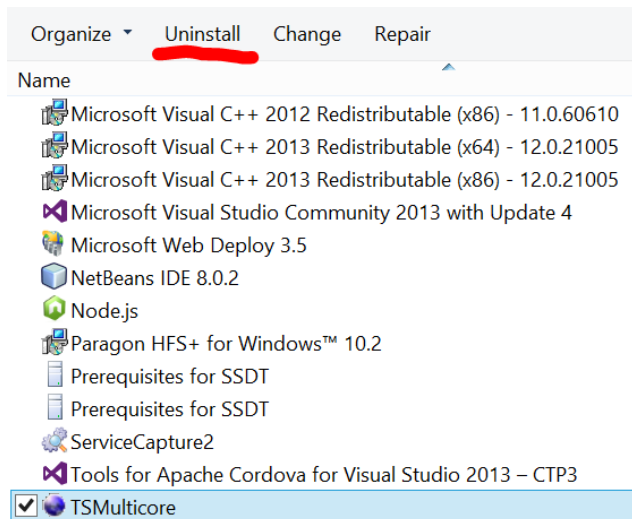 Organize Uninstall Change Repair
Name
Microsoft Visual C++ 2012 Redistributable (x86) - 11.0.60610
Microsoft Visual C++ 2013 Redistributable (x64) - 12.0.21005
Microsoft Visual C++ 2013 Redistributable (x86) - 12.0.21005
Microsoft Visual Studio Community 2013 with Update 4
Microsoft Web Deploy 3.5
NetBeans IDE 8.0.2
Node.js
Paragon HFS+ for Windows™ 10.2
Prerequisites for SSDT
Prerequisites for SSDT
ServiceCapture2
Tools for Apache Cordova for Visual Studio 2013 – CTP3
TSMulticore